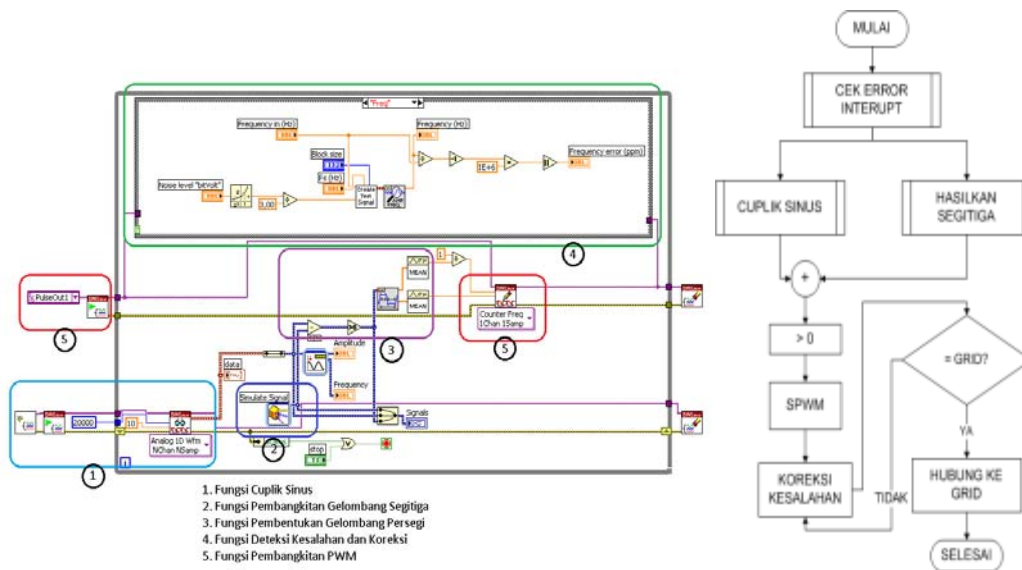 "Freq"
Frequency in (Hz)
Frequency (Hz)
Block size
1E+6
Frequency error (ppm)
Fs (Hz)
Noise level "bitVolt"
3,00
Create
Test
Signal
4
1
MEAN
MEAN
PulseOut1
Counter Freq
1Chan 1Samp
5
3
5
Amplitude
data
Frequency
Simulate Signal
Signals
20000
10
Analog 1D Wfm
NChan NSamp
2
stop
i
1
1. Fungsi Cuplik Sinus
2. Fungsi Pembangkitan Gelombang Segitiga
3. Fungsi Pembentukan Gelombang Persegi
4. Fungsi Deteksi Kesalahan dan Koreksi
5. Fungsi Pembangkitan PWM
MULAI
CEK ERROR
INTERUPT
CUPLIK SINUS
HASILKAN
SEGITIGA
+
> 0
= GRID?
SPWM
YA
KOREKSI
KESALAHAN
TIDAK
HUBUNG KE
GRID
SELESAI